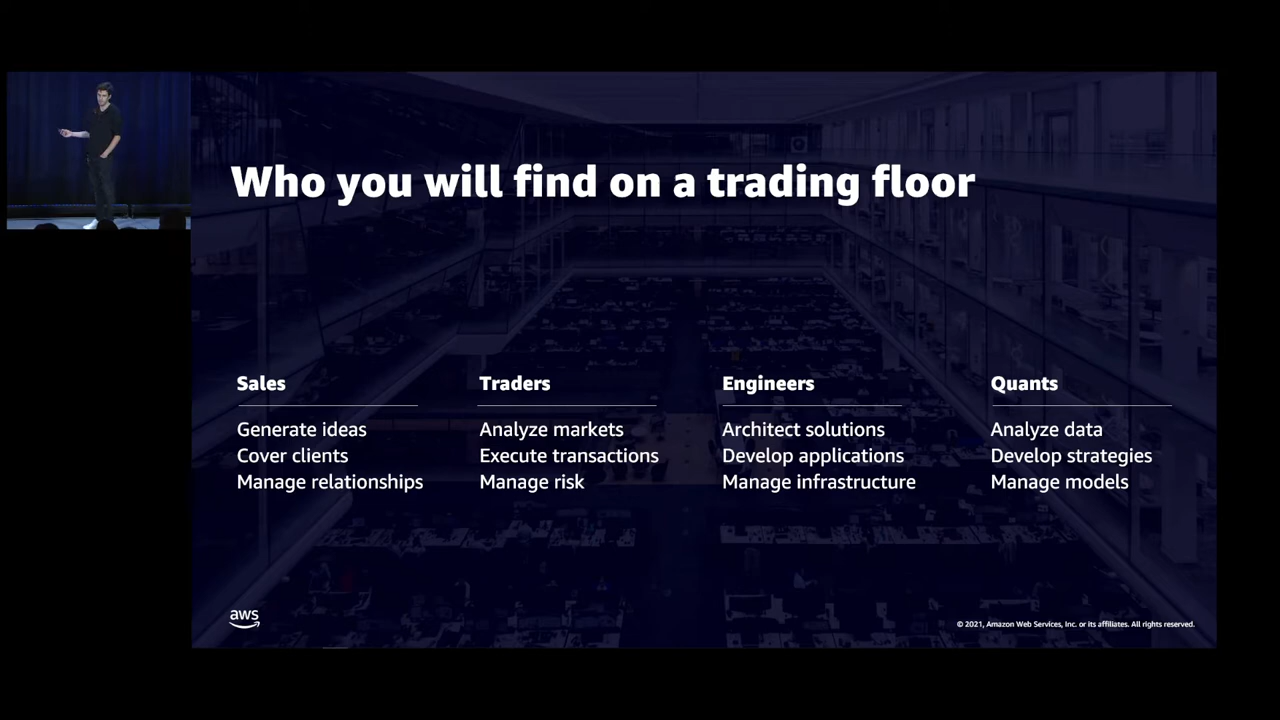 Who you will find on a trading floor
Sales
Generate ideas
Cover clients
Manage relationships
Traders
Analyze markets
Execute transactions
Manage risk
Engineers
Architect solutions
Develop applications
Manage infrastructure
Quants
Analyze data
Develop strategies
Manage models
aws
© 2021, Amazon Web Services, Inc. or its affiliates. All rights reserved.